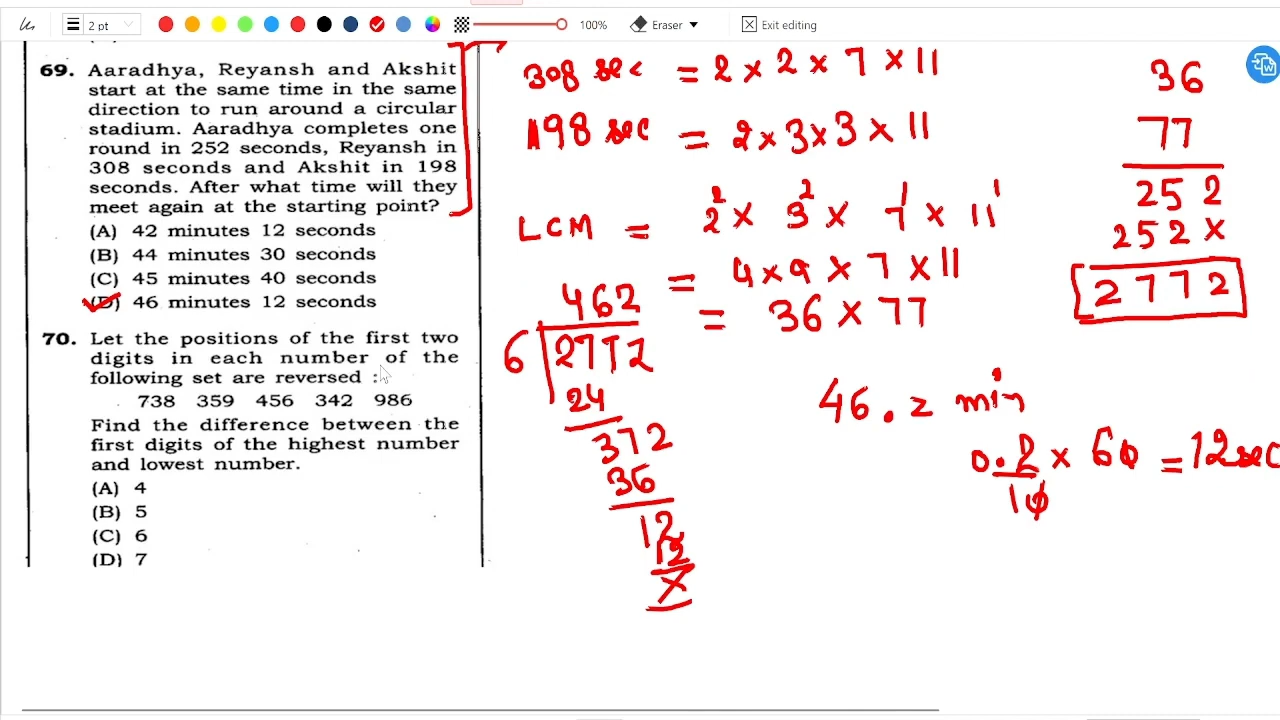 2 pt
100%
Eraser
Exit editing
69. Aaradhya, Reyansh and Akshit
start at the same time in the same
direction to run around a circular
stadium. Aaradhya completes one
round in 252 seconds, Reyansh in
308 seconds and Akshit in 198
seconds. After what time will they
meet again at the starting point?
(A) 42 minutes 12 seconds
(B) 44 minutes 30 seconds
(C) 45 minutes 40 seconds
(D) 46 minutes 12 seconds
70. Let the positions of the first two
digits in each number of the
following set are reversed :
738 359 456 342 986
Find the difference between the
first digits of the highest number
and lowest number.
(A) 4
(B) 5
(C) 6
(D) 7
308 sec = 2 × 2 × 7 × 11
198 sec = 2 × 3 × 3 × 11
LCM = 2² × 3² × 7¹ × 11¹
= 4 × 9 × 7 × 11
= 36 × 77
462
6 2772
24
372
36
12
12
×
36
77
252
252×
2772
46.2 min
0.2 × 60 = 12 sec
10